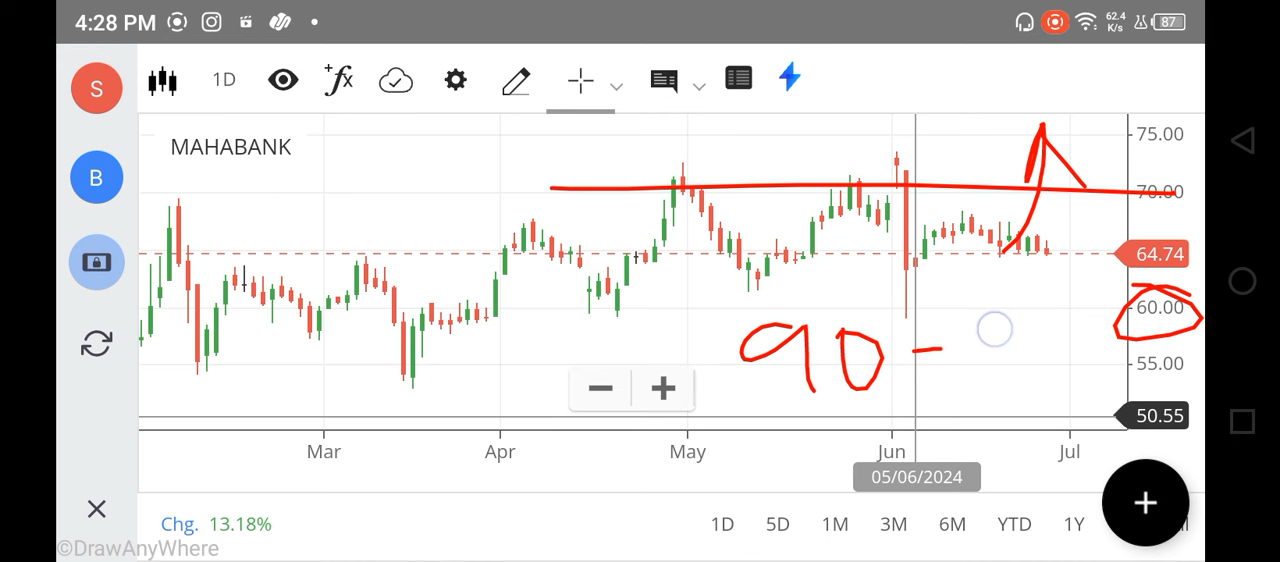 4:28 PM 62.4 K/s 87
S 1D +fx
MAHABANK
B
75.00
70.00
64.74
60.00
90 -
55.00
50.55
Mar Apr May Jun Jul
05/06/2024
Chg. 13.18% 1D 5D 1M 3M 6M YTD 1Y
©DrawAnyWhere